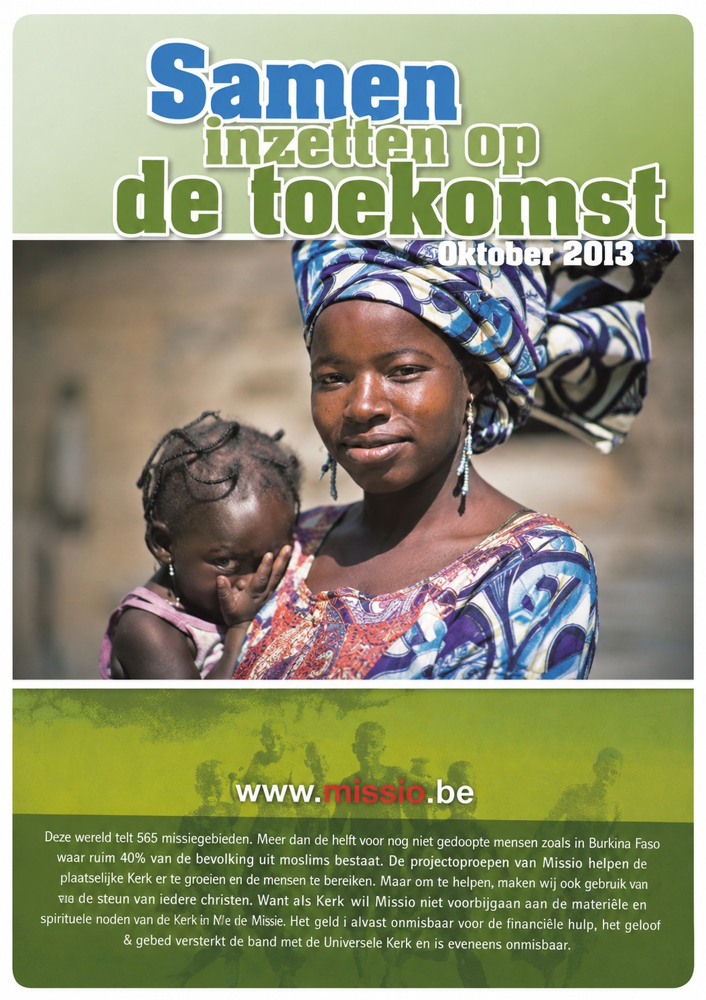 Samen
inzetten op
de toekomst
Oktober 2013
www.missio.be
Deze wereld telt 565 missiegebieden. Meer dan de helft voor nog niet gedoopte mensen zoals in Burkina Faso
waar ruim 40% van de bevolking uit moslims bestaat. De projectoproepen van Missio helpen de
plaatselijke Kerk er te groeien en de mensen te bereiken. Maar om te helpen, maken wij ook gebruik van
de steun van iedere christen. Want als Kerk wil Missio niet voorbijgaan aan de materiêle en
spirituele noden van de Kerk in de Missie. Het geld i alvast onmisbaar voor de financiêle hulp, het geloof
& gebed versterkt de band met de Universele Kerk en is eveneens onmisbaar.